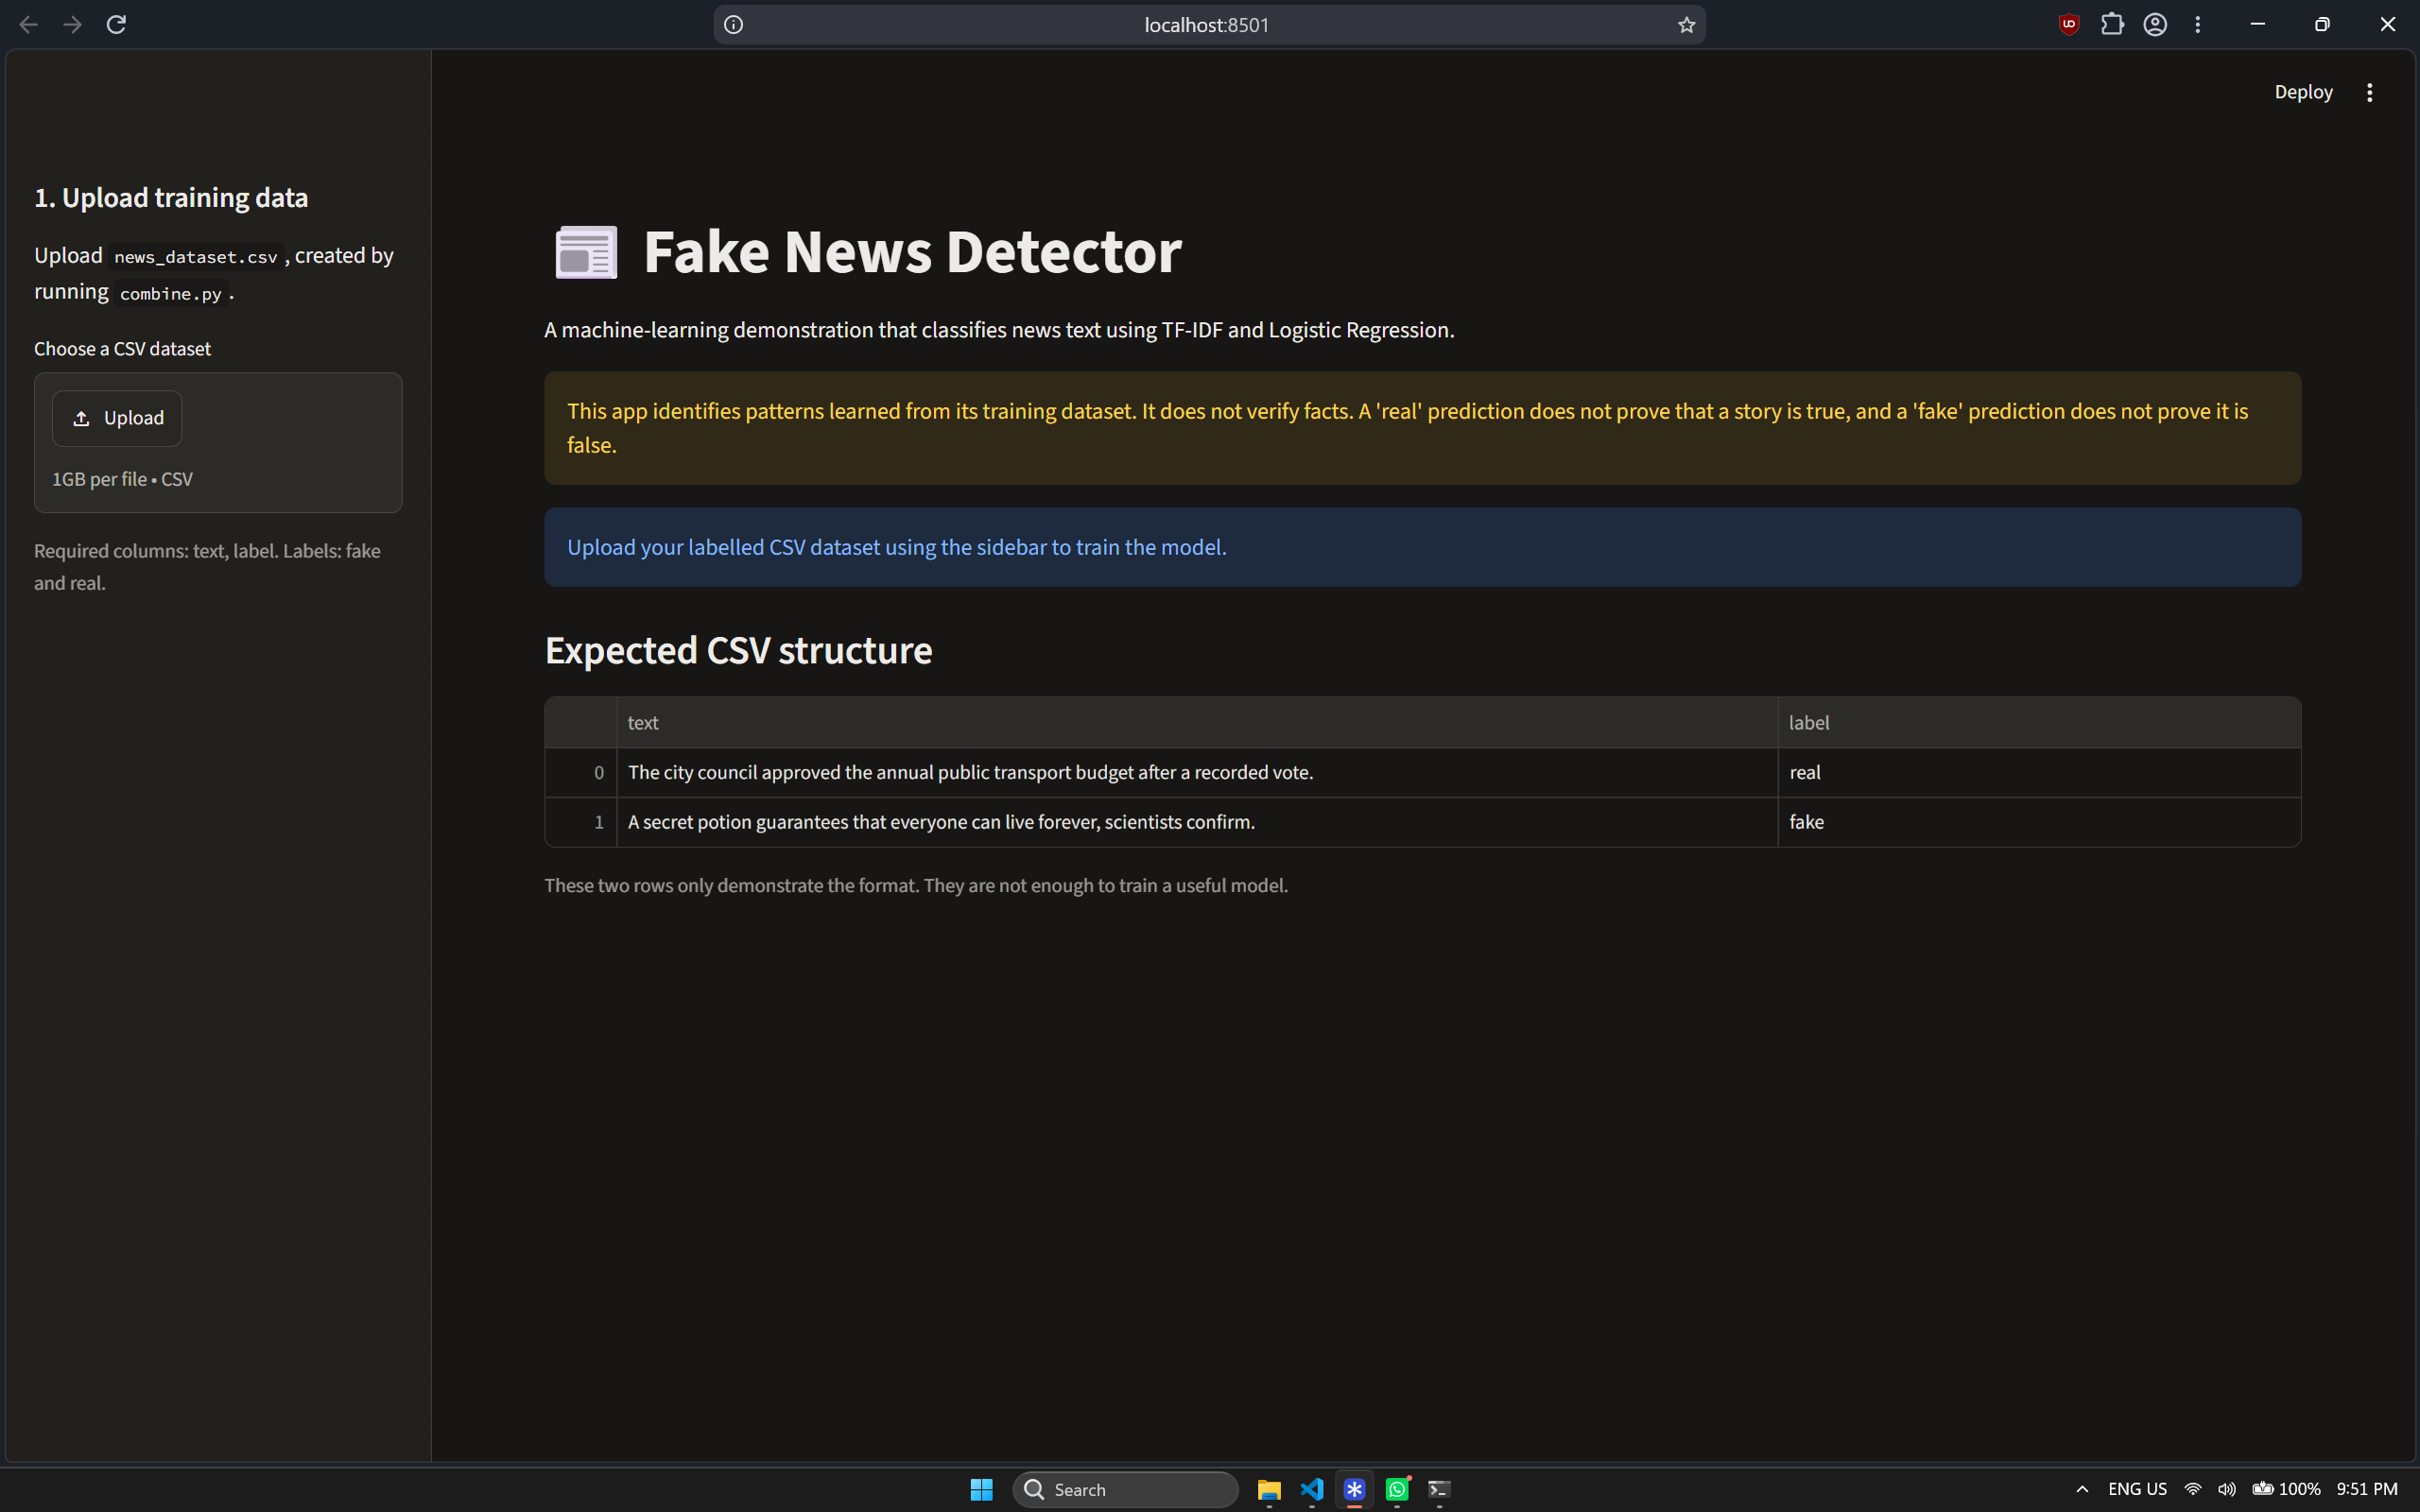 localhost:8501
Deploy
1. Upload training data
Upload news_dataset.csv, created by
running combine.py.
Choose a CSV dataset
Upload
1GB per file • CSV
Required columns: text, label. Labels: fake
and real.
Fake News Detector
A machine-learning demonstration that classifies news text using TF-IDF and Logistic Regression.
This app identifies patterns learned from its training dataset. It does not verify facts. A 'real' prediction does not prove that a story is true, and a 'fake' prediction does not prove it is
false.
Upload your labelled CSV dataset using the sidebar to train the model.
Expected CSV structure
text label
0 The city council approved the annual public transport budget after a recorded vote. real
1 A secret potion guarantees that everyone can live forever, scientists confirm. fake
These two rows only demonstrate the format. They are not enough to train a useful model.
Search
ENG US 100% 9:51 PM